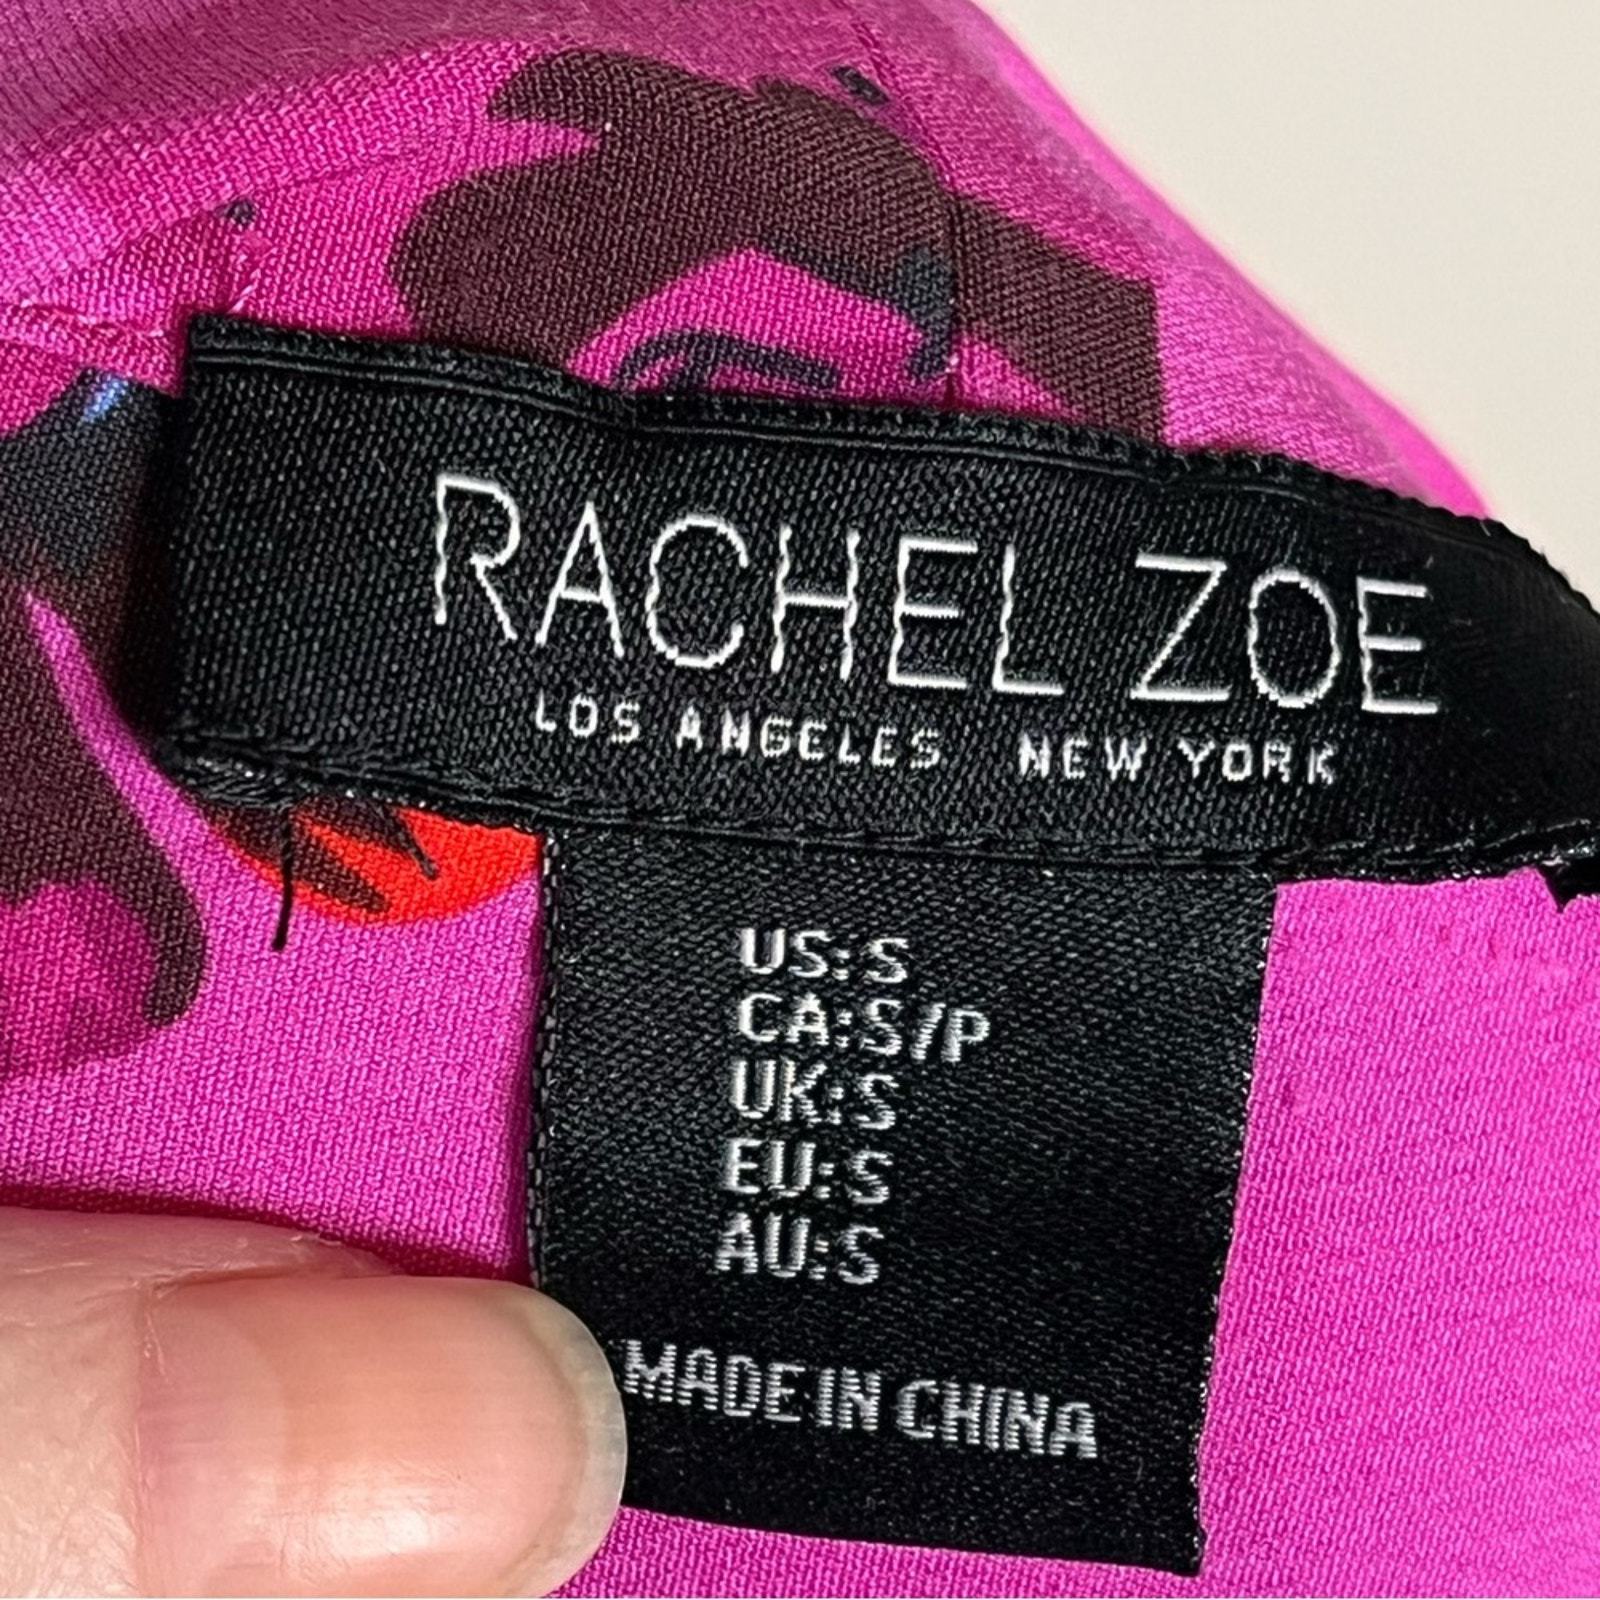 RACHEL ZOE
LOS ANGELES NEW YORK
US:S
CA:S/P
UK:S
EU:S
AU:S
MADE IN CHINA